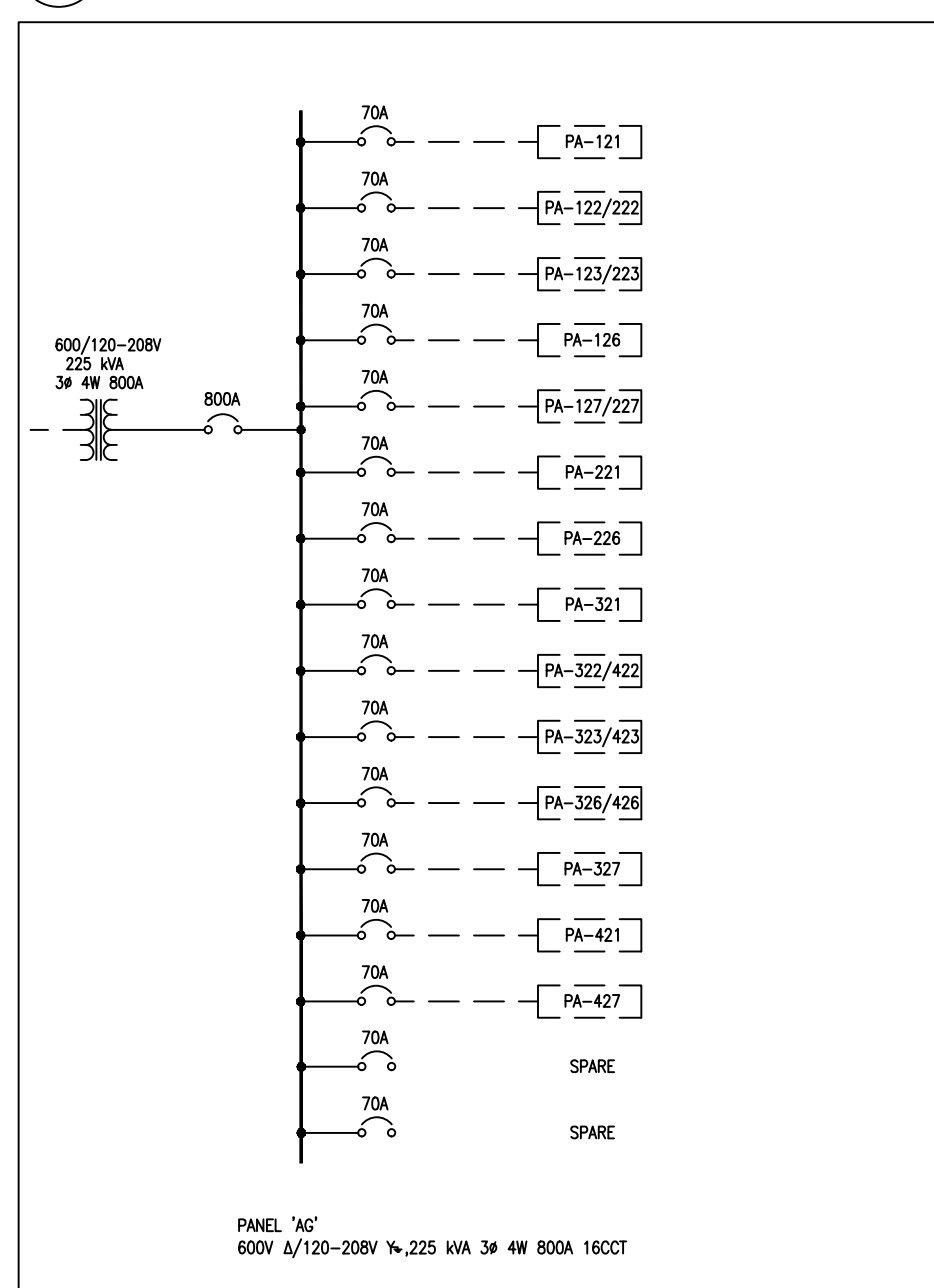 70A
PA-121
70A
PA-122/222
70A
PA-123/223
70A
PA-126
600/120-208V
225 kVA
3ø 4W 800A
70A
PA-127/227
800A
70A
PA-221
70A
PA-226
70A
PA-321
70A
PA-322/422
70A
PA-323/423
70A
PA-326/426
70A
PA-327
70A
PA-421
70A
PA-427
70A
SPARE
70A
SPARE
PANEL 'AG'
600V Δ/120-208V Y,225 kVA 3ø 4W 800A 16CCT